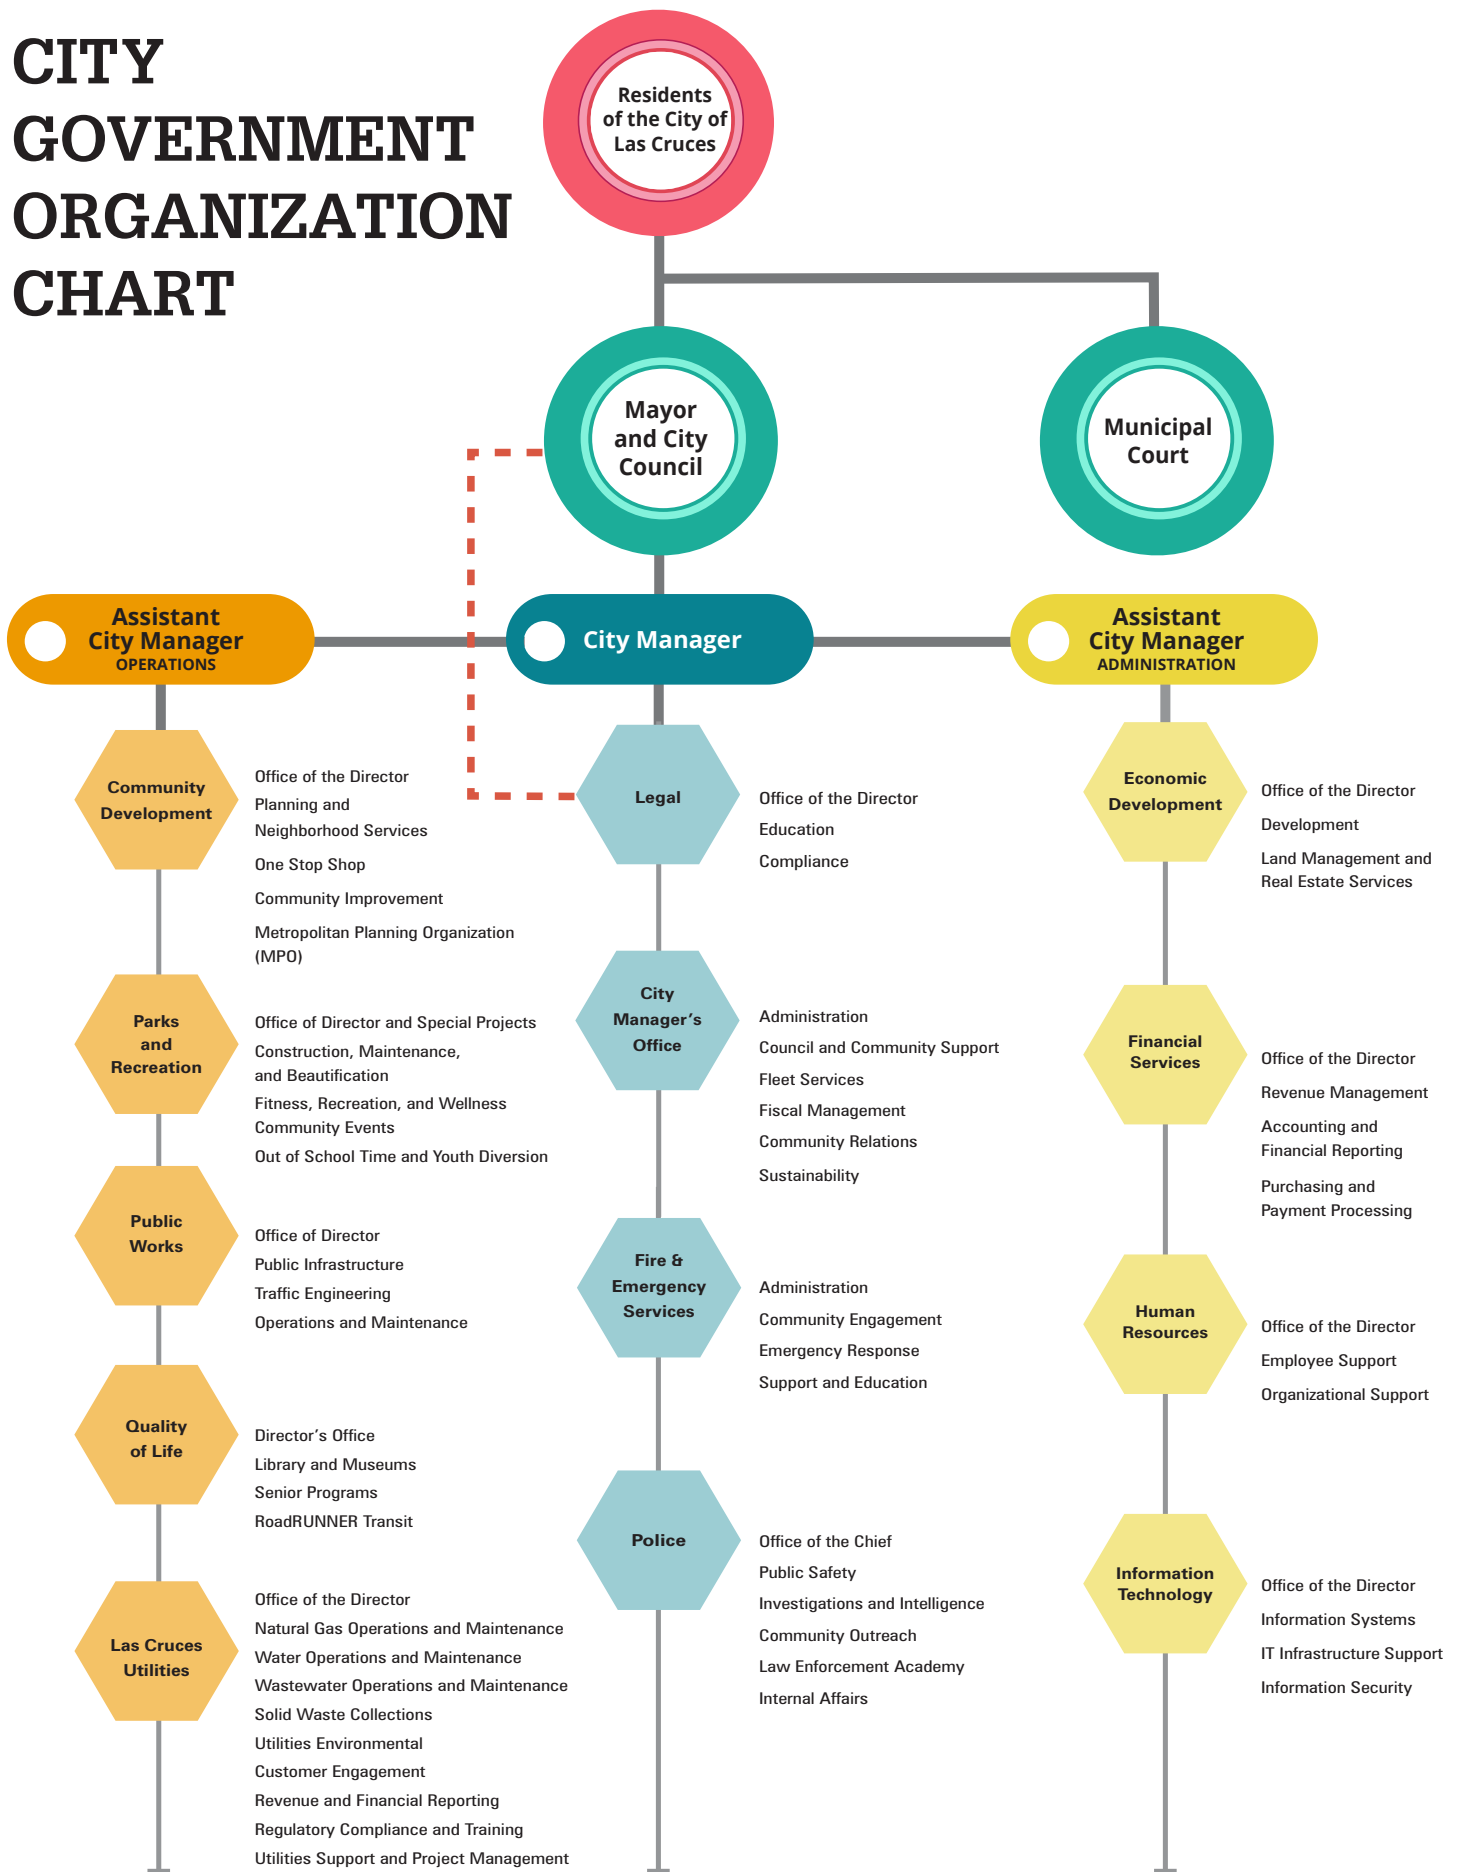 CITY
GOVERNMENT
ORGANIZATION
CHART
Residents
of the City of
Las Cruces
Mayor
and City
Council
Municipal
Court
Assistant
City Manager
OPERATIONS
City Manager
Assistant
City Manager
ADMINISTRATION
Community
Development
Office of the Director
Planning and
Neighborhood Services
One Stop Shop
Community Improvement
Metropolitan Planning Organization
(MPO)
Parks
and
Recreation
Office of Director and Special Projects
Construction, Maintenance,
and Beautification
Fitness, Recreation, and Wellness
Community Events
Out of School Time and Youth Diversion
Public
Works
Office of Director
Public Infrastructure
Traffic Engineering
Operations and Maintenance
Quality
of Life
Director's Office
Library and Museums
Senior Programs
RoadRUNNER Transit
Las Cruces
Utilities
Office of the Director
Natural Gas Operations and Maintenance
Water Operations and Maintenance
Wastewater Operations and Maintenance
Solid Waste Collections
Utilities Environmental
Customer Engagement
Revenue and Financial Reporting
Regulatory Compliance and Training
Utilities Support and Project Management
Legal
Office of the Director
Education
Compliance
City
Manager's
Office
Administration
Council and Community Support
Fleet Services
Fiscal Management
Community Relations
Sustainability
Fire &
Emergency
Services
Administration
Community Engagement
Emergency Response
Support and Education
Police
Office of the Chief
Public Safety
Investigations and Intelligence
Community Outreach
Law Enforcement Academy
Internal Affairs
Economic
Development
Office of the Director
Development
Land Management and
Real Estate Services
Financial
Services
Office of the Director
Revenue Management
Accounting and
Financial Reporting
Purchasing and
Payment Processing
Human
Resources
Office of the Director
Employee Support
Organizational Support
Information
Technology
Office of the Director
Information Systems
IT Infrastructure Support
Information Security